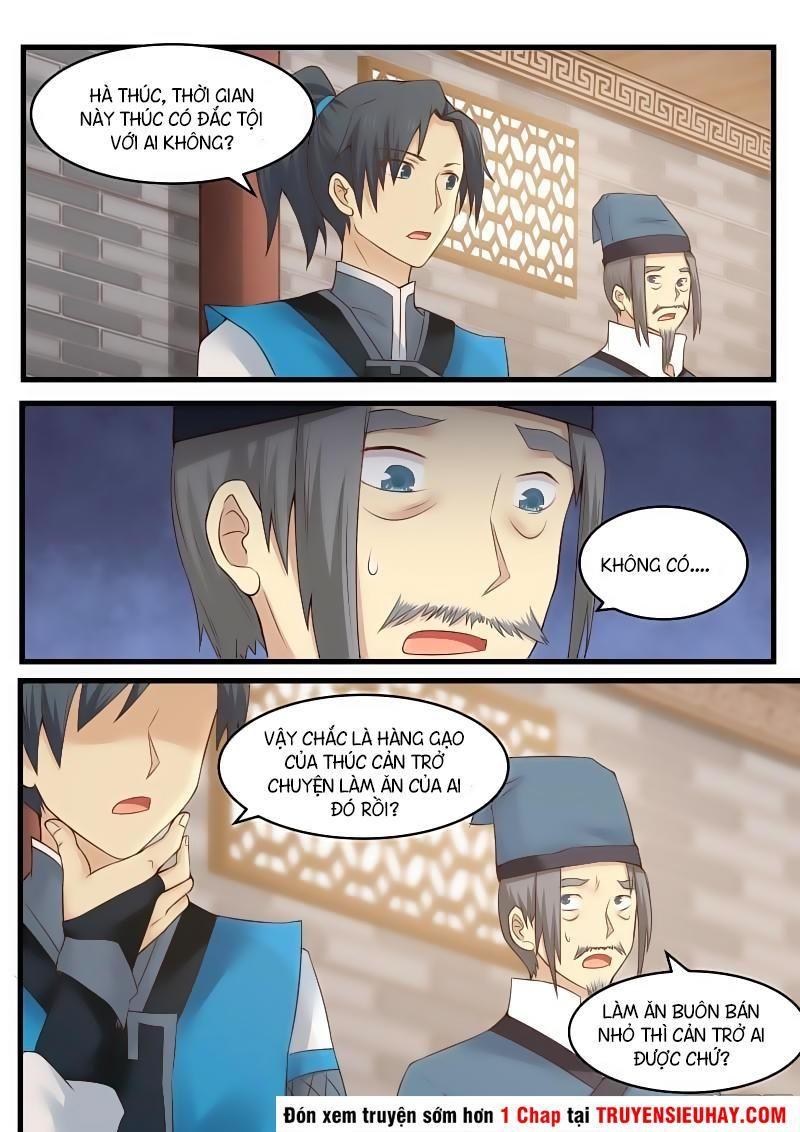 HÀ THÚC, THỜI GIAN
NÀY THÚC CÓ ĐẮC TỘI
VỚI AI KHÔNG?
KHÔNG CÓ....
VẬY CHẮC LÀ HÀNG GẠO
CỦA THÚC CẢN TRỞ
CHUYỆN LÀM ĂN CỦA AI
ĐÓ RỒI?
LÀM ĂN BUÔN BÁN
NHỎ THÌ CẢN TRỞ AI
ĐƯỢC CHỨ?
Đón xem truyện sớm hơn 1 Chap tại TRUYENSIEUHAY.com